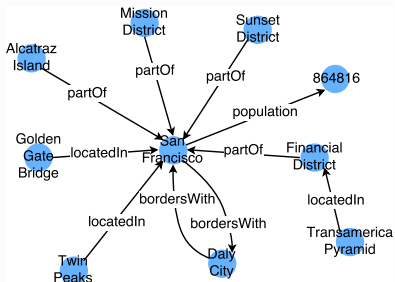 Mission
District
Sunset
District
Alcatraz
Island
partOf
partOf
864816
partOf
population
Golden
Gate
Bridge
locatedIn
San
Francisco
partOf
Financial
District
bordersWith
locatedIn
locatedIn
bordersWith
Transamerica
Pyramid
Daly
City
Twin
Peaks